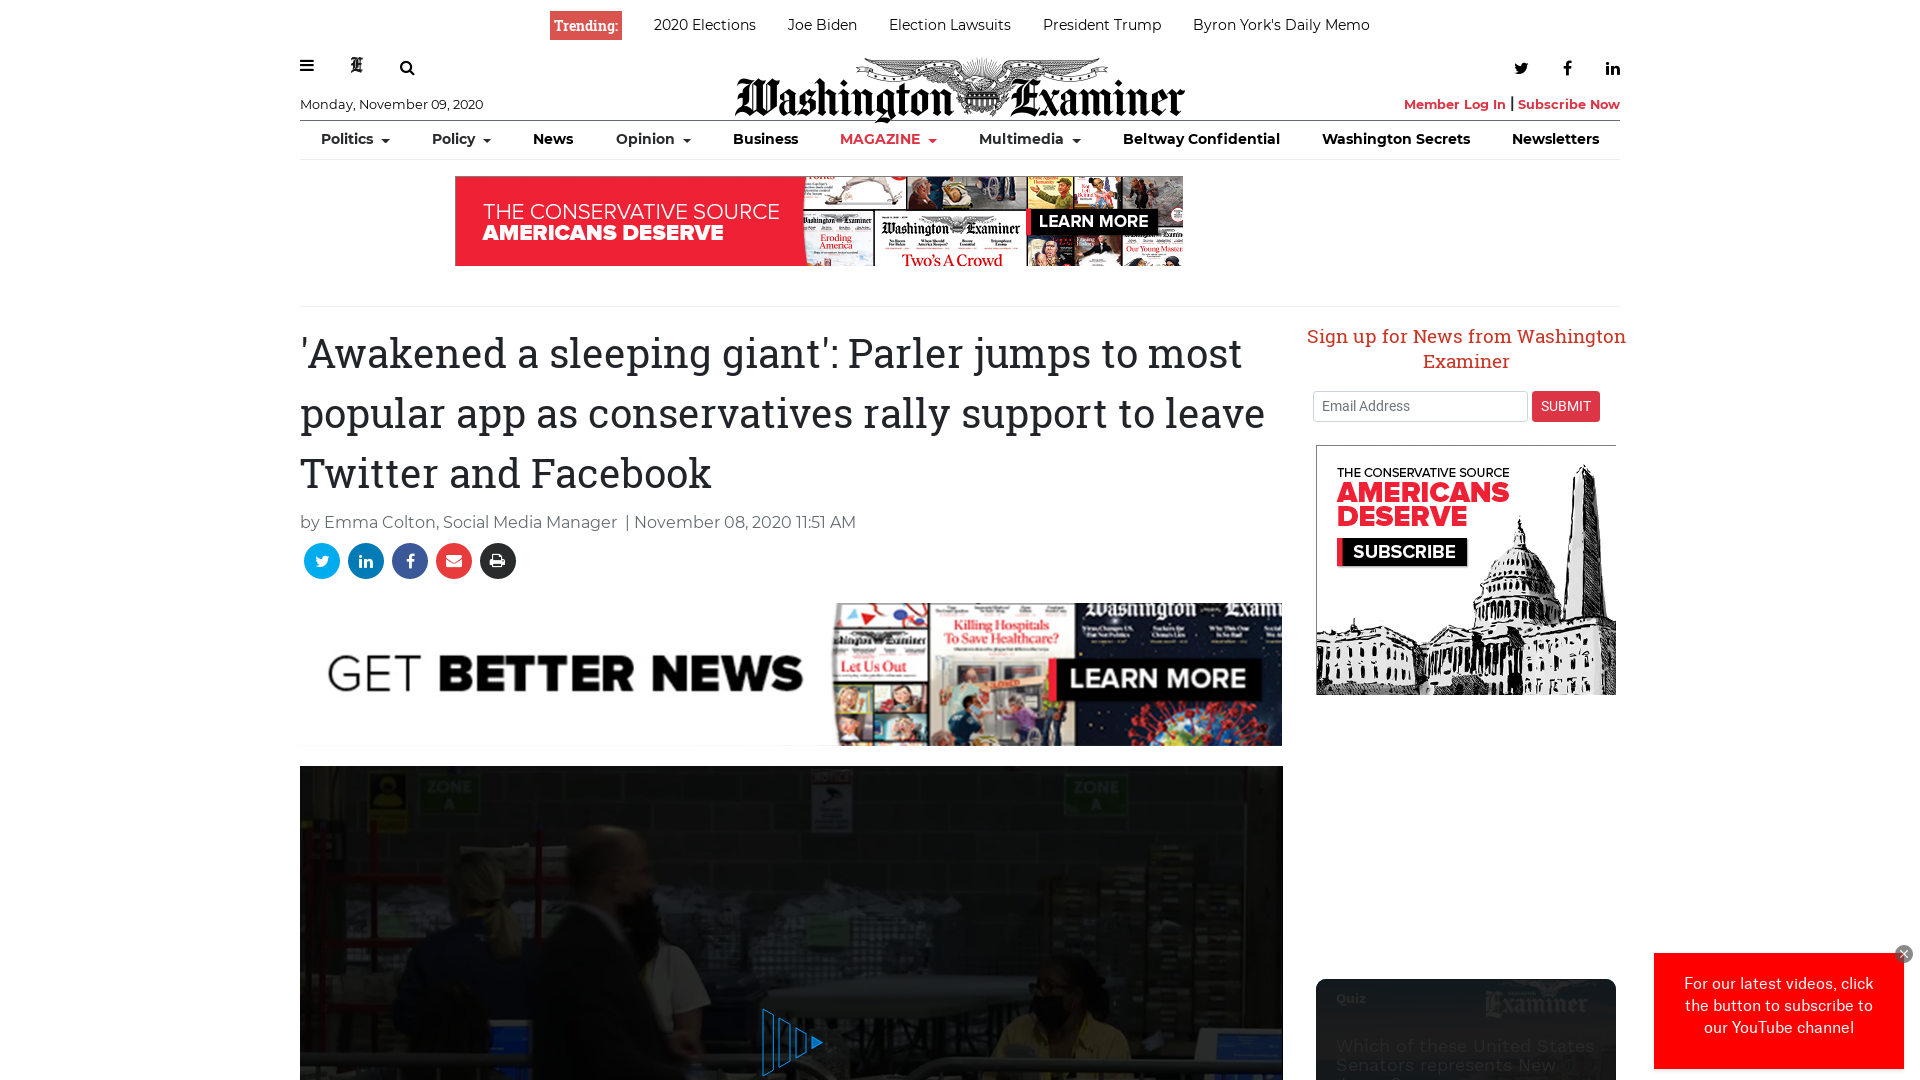 Trending:
2020 Elections
Joe Biden
Election Lawsuits
President Trump
Byron York's Daily Memo
Washington Examiner
Monday, November 09, 2020
Member Log In | Subscribe Now
Politics
Policy
News
Opinion
Business
MAGAZINE
Multimedia
Beltway Confidential
Washington Secrets
Newsletters
THE CONSERVATIVE SOURCE
AMERICANS DESERVE
Washington Examiner
Eroding
America
Two's A Crowd
LEARN MORE
Our Young Masters
'Awakened a sleeping giant': Parler jumps to most
popular app as conservatives rally support to leave
Twitter and Facebook
by Emma Colton, Social Media Manager | November 08, 2020 11:51 AM
GET BETTER NEWS
Let Us Out
Killing Hospitals
To Save Healthcare?
CLOSED
LEARN MORE
ZONE
A
NOTICE
ZONE
A
Sign up for News from Washington
Examiner
Email Address
SUBMIT
THE CONSERVATIVE SOURCE
AMERICANS
DESERVE
SUBSCRIBE
Quiz
Examiner
Which of these United States
Senators represents New
For our latest videos, click
the button to subscribe to
our YouTube channel